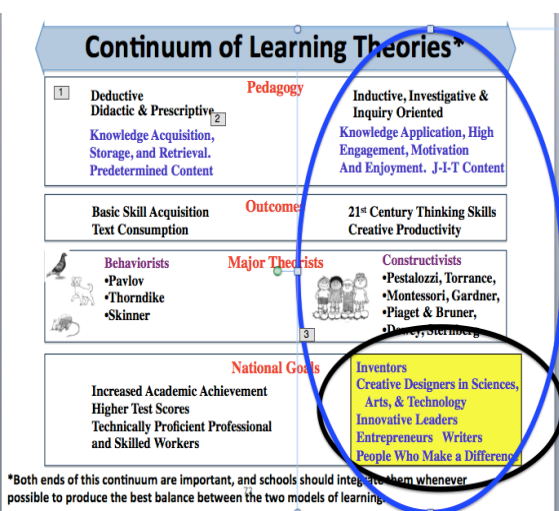 Continuum of Learning Theories*
1
Pedagogy
Deductive
Didactic & Prescriptive
2
Knowledge Acquisition,
Storage, and Retrieval.
Predetermined Content
Inductive, Investigative &
Inquiry Oriented
Knowledge Application, High
Engagement, Motivation
And Enjoyment. J-I-T Content
Outcomes
Basic Skill Acquisition
Text Consumption
21st Century Thinking Skills
Creative Productivity
Major Theorists
Behaviorists
•Pavlov
•Thorndike
•Skinner
Constructivists
•Pestalozzi, Torrance,
•Montessori, Gardner,
•Piaget & Bruner,
•Dewey, Sternberg
3
National Goals
Increased Academic Achievement
Higher Test Scores
Technically Proficient Professional
and Skilled Workers
Inventors
Creative Designers in Sciences,
Arts, & Technology
Innovative Leaders
Entrepreneurs Writers
People Who Make a Difference
*Both ends of this continuum are important, and schools should integrate them whenever
possible to produce the best balance between the two models of learning.